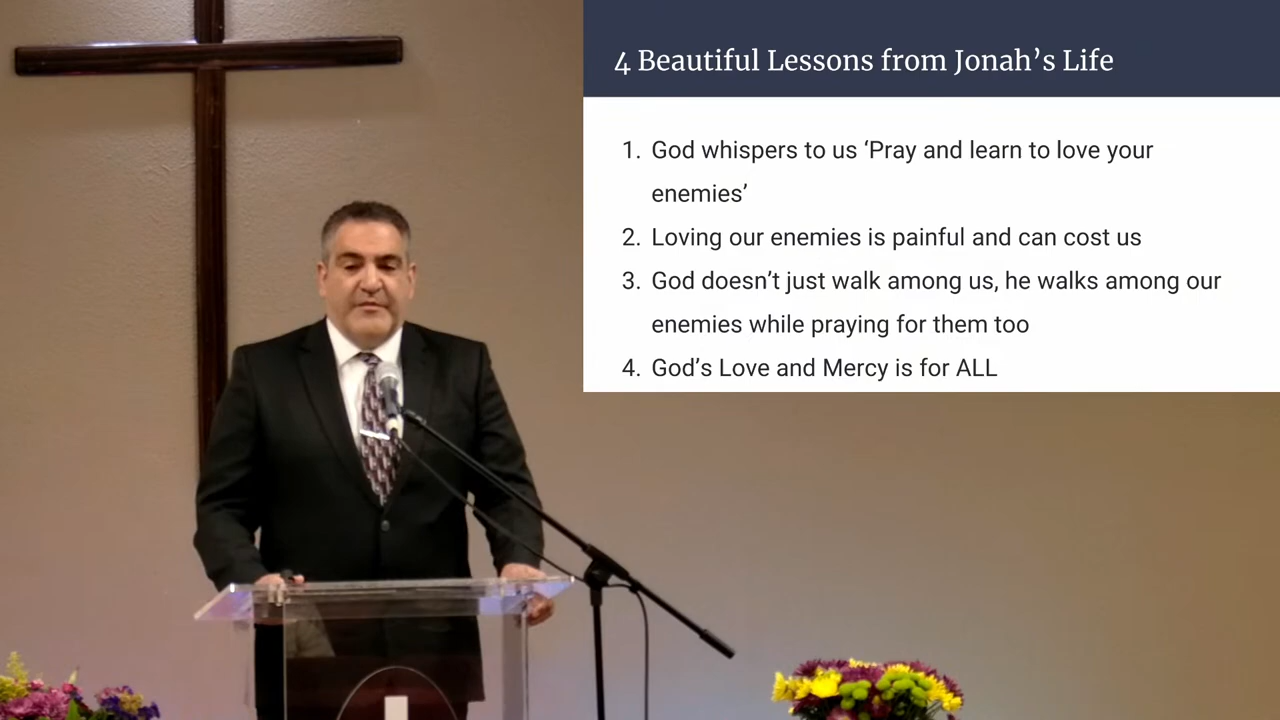 4 Beautiful Lessons from Jonah’s Life
1. God whispers to us ‘Pray and learn to love your
enemies’
2. Loving our enemies is painful and can cost us
3. God doesn’t just walk among us, he walks among our
enemies while praying for them too
4. God’s Love and Mercy is for ALL